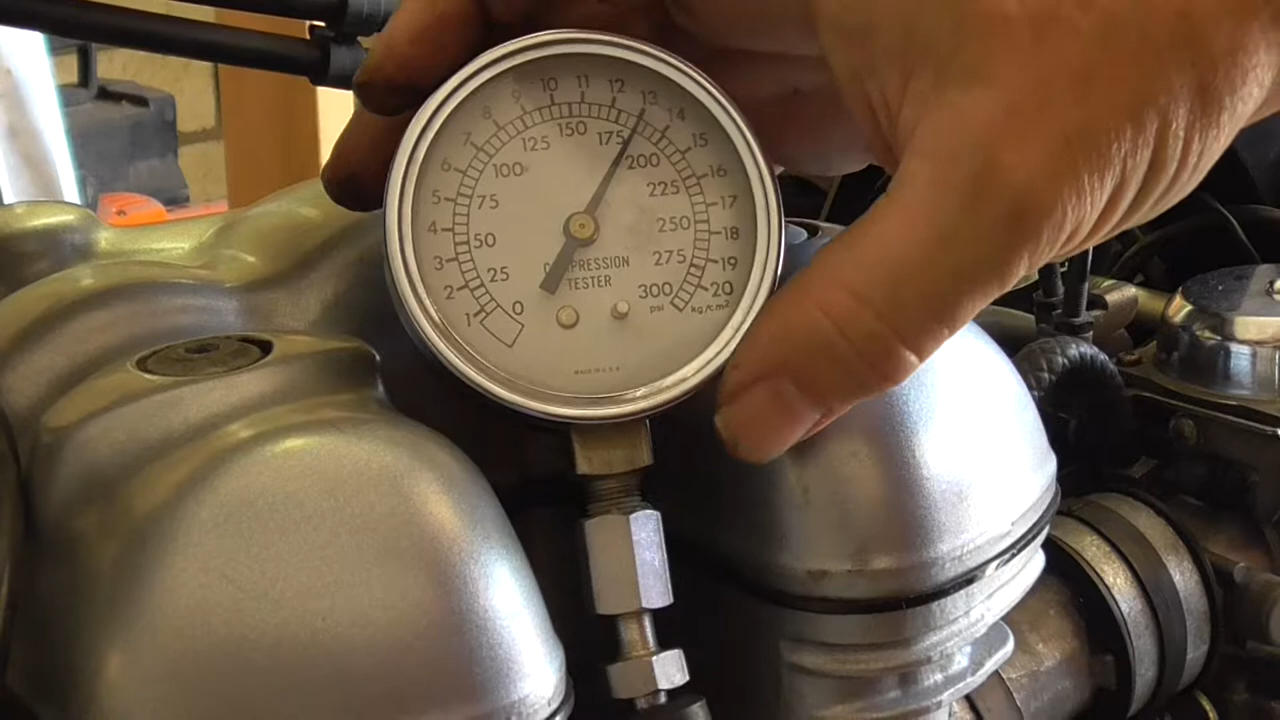 1 2 3 4 5 6 7 8 9 10 11 12 13 14 15 16 17 18 19 20
0 25 50 75 100 125 150 175 200 225 250 275 300
COMPRESSION
TESTER
psi kg/cm²
MADE IN U.S.A